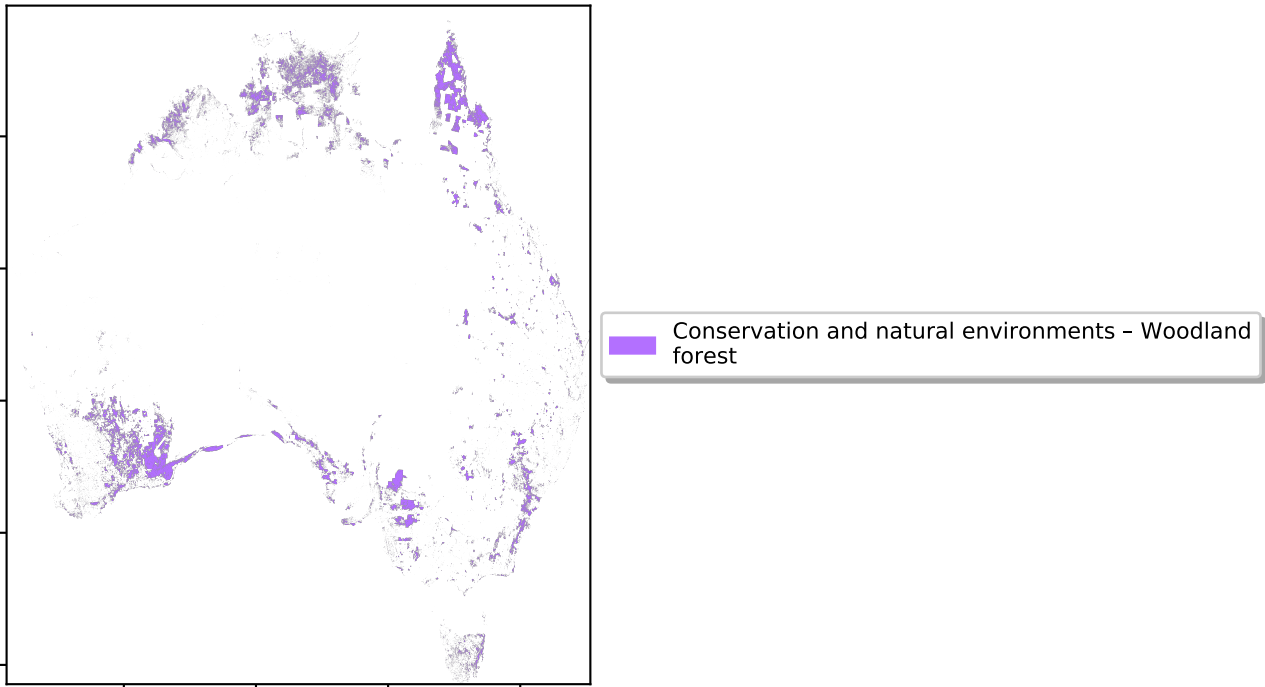 Conservation and natural environments – Woodland
forest